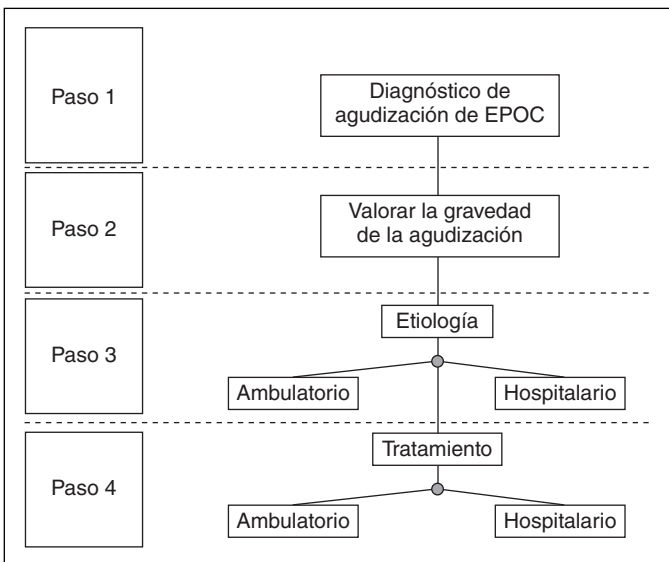 Paso 1
Diagnóstico de
agudización de EPOC
Paso 2
Valorar la gravedad
de la agudización
Paso 3
Etiología
Ambulatorio
Hospitalario
Paso 4
Tratamiento
Ambulatorio
Hospitalario